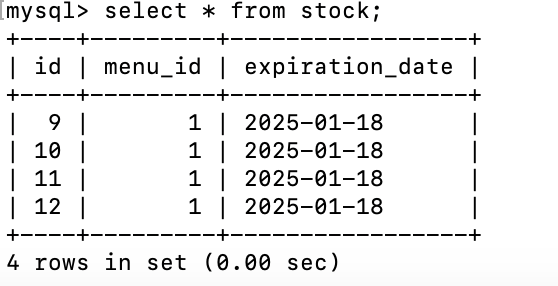 [mysql> select * from stock;
+----+---------+-----------------+
| id | menu_id | expiration_date |
+----+---------+-----------------+
|  9 |       1 | 2025-01-18      |
| 10 |       1 | 2025-01-18      |
| 11 |       1 | 2025-01-18      |
| 12 |       1 | 2025-01-18      |
+----+---------+-----------------+
4 rows in set (0.00 sec)